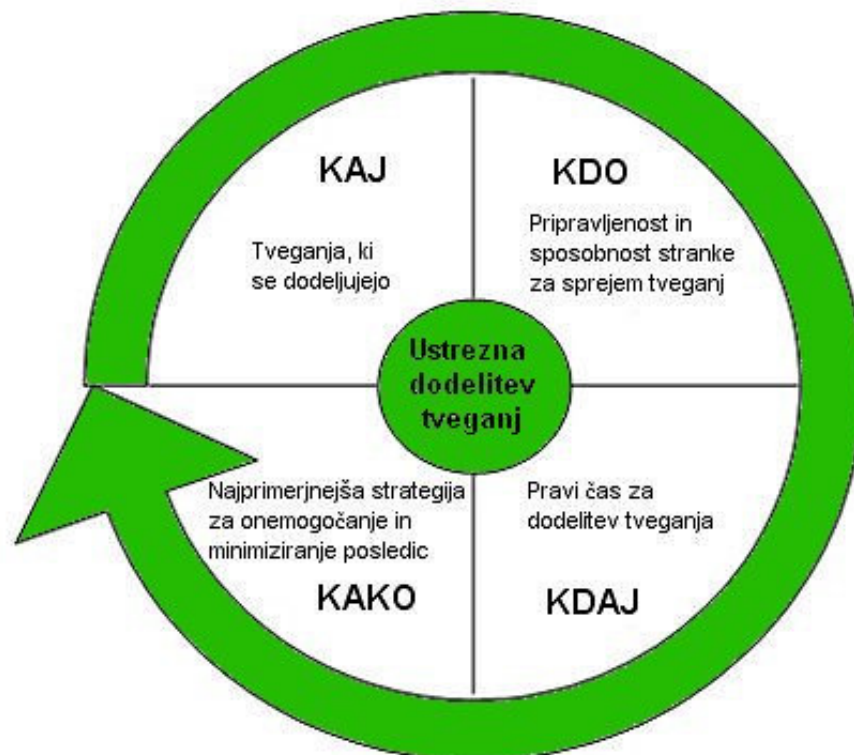 KAJ
Tveganja, ki
se dodeljujejo
KDO
Pripravljenost in
sposobnost stranke
za sprejem tveganj
Ustrezna
dodelitev
tveganj
Najprimerjnejša strategija
za onemogočanje in
minimiziranje posledic
KAKO
Pravi čas za
dodelitev tveganja
KDAJ